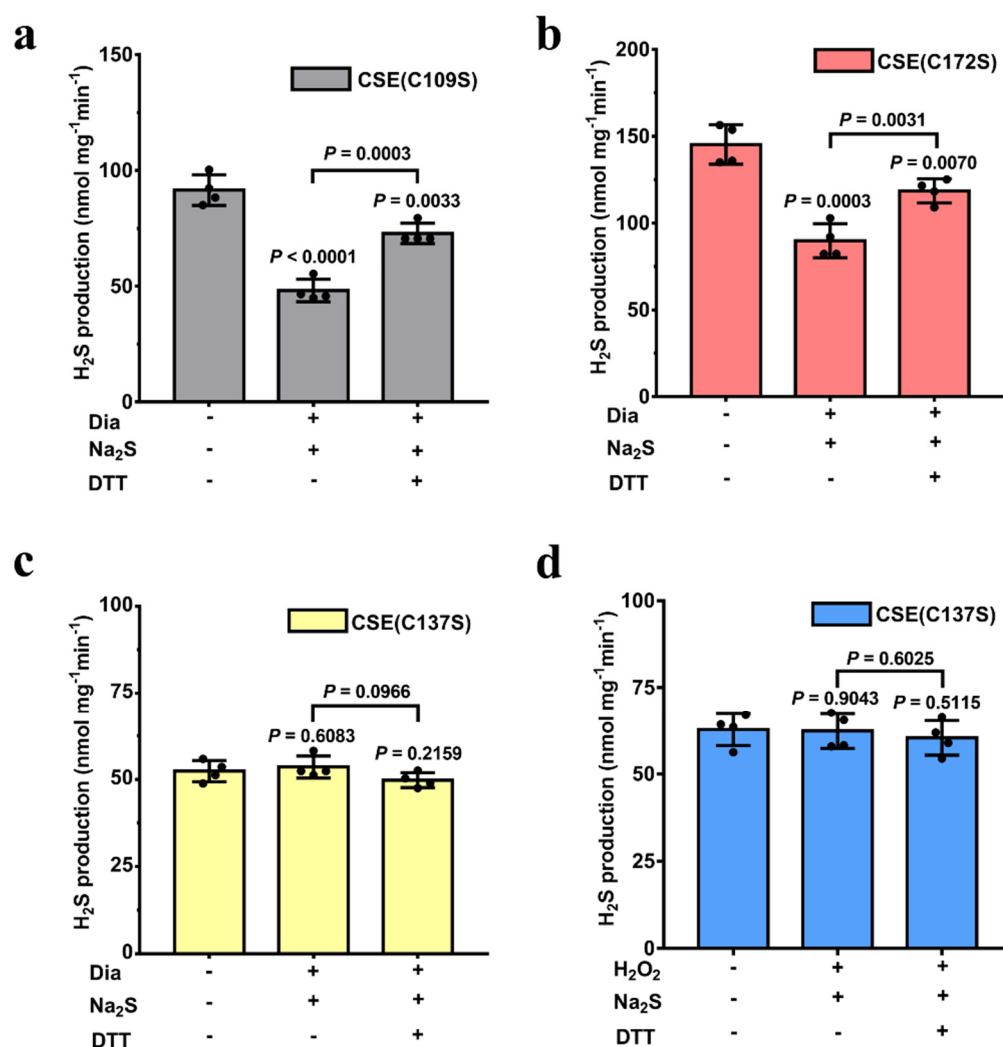 a
H₂S production (nmol mg⁻¹min⁻¹)
150
100
50
0
CSE(C109S)
P = 0.0003
P = 0.0033
P < 0.0001
Dia - + +
Na₂S - + +
DTT - - +
b
H₂S production (nmol mg⁻¹min⁻¹)
200
150
100
50
0
CSE(C172S)
P = 0.0031
P = 0.0070
P = 0.0003
Dia - + +
Na₂S - + +
DTT - - +
c
H₂S production (nmol mg⁻¹min⁻¹)
100
75
50
25
0
CSE(C137S)
P = 0.0966
P = 0.6083
P = 0.2159
Dia - + +
Na₂S - + +
DTT - - +
d
H₂S production (nmol mg⁻¹min⁻¹)
100
75
50
25
0
CSE(C137S)
P = 0.6025
P = 0.9043
P = 0.5115
H₂O₂ - + +
Na₂S - + +
DTT - - +